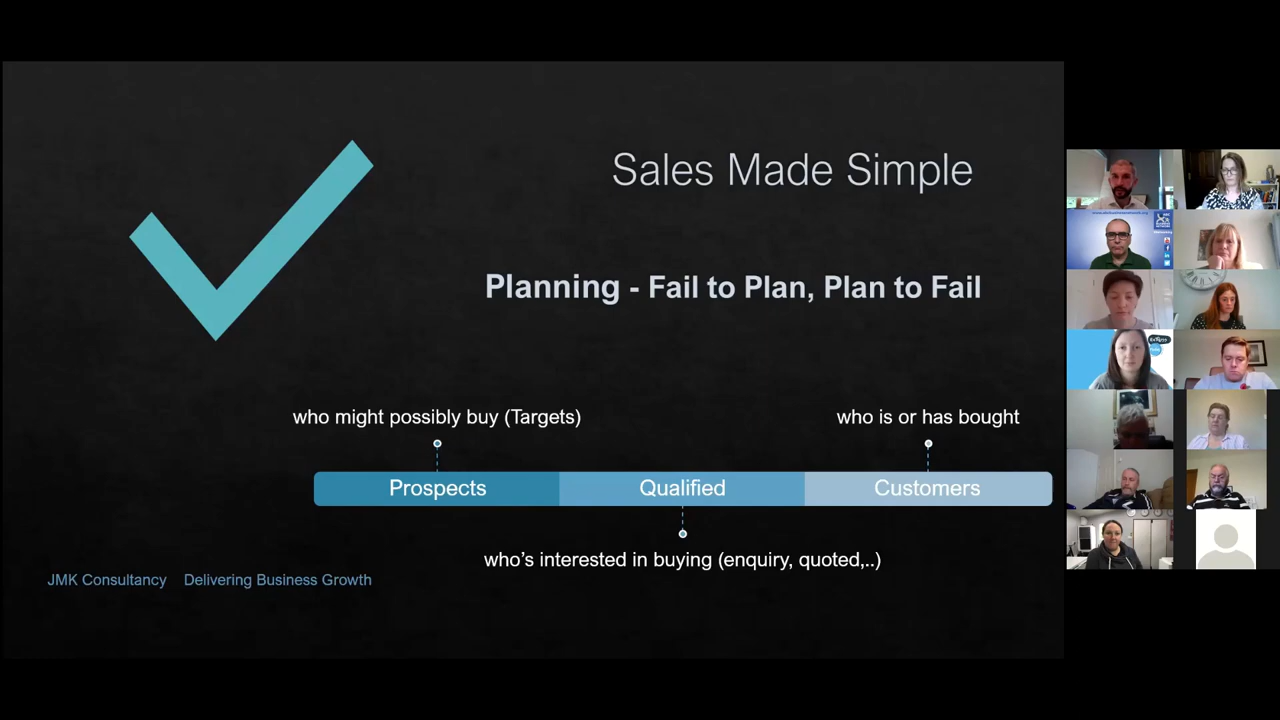 Sales Made Simple
Planning - Fail to Plan, Plan to Fail
who might possibly buy (Targets)
who is or has bought
Prospects
Qualified
Customers
who's interested in buying (enquiry, quoted,..)
JMK Consultancy Delivering Business Growth